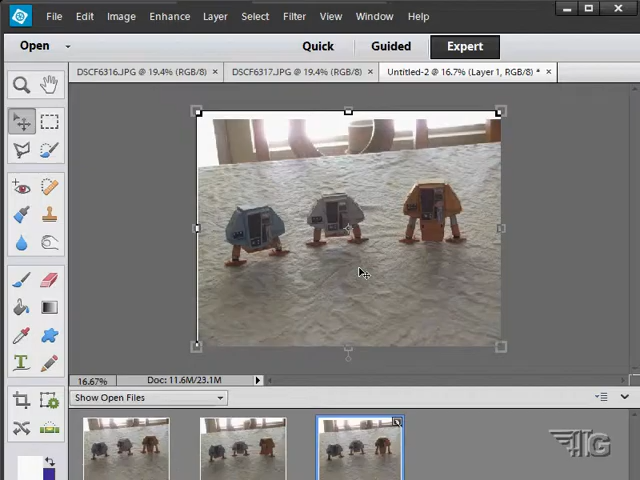 File Edit Image Enhance Layer Select Filter View Window Help
Open Quick Guided Expert
DSCF6316.JPG @ 19.4% (RGB/8) × DSCF6317.JPG @ 19.4% (RGB/8) × Untitled-2 @ 16.7% (Layer 1, RGB/8) * ×
T
16.67% Doc: 11.6M/23.1M
Show Open Files
HG